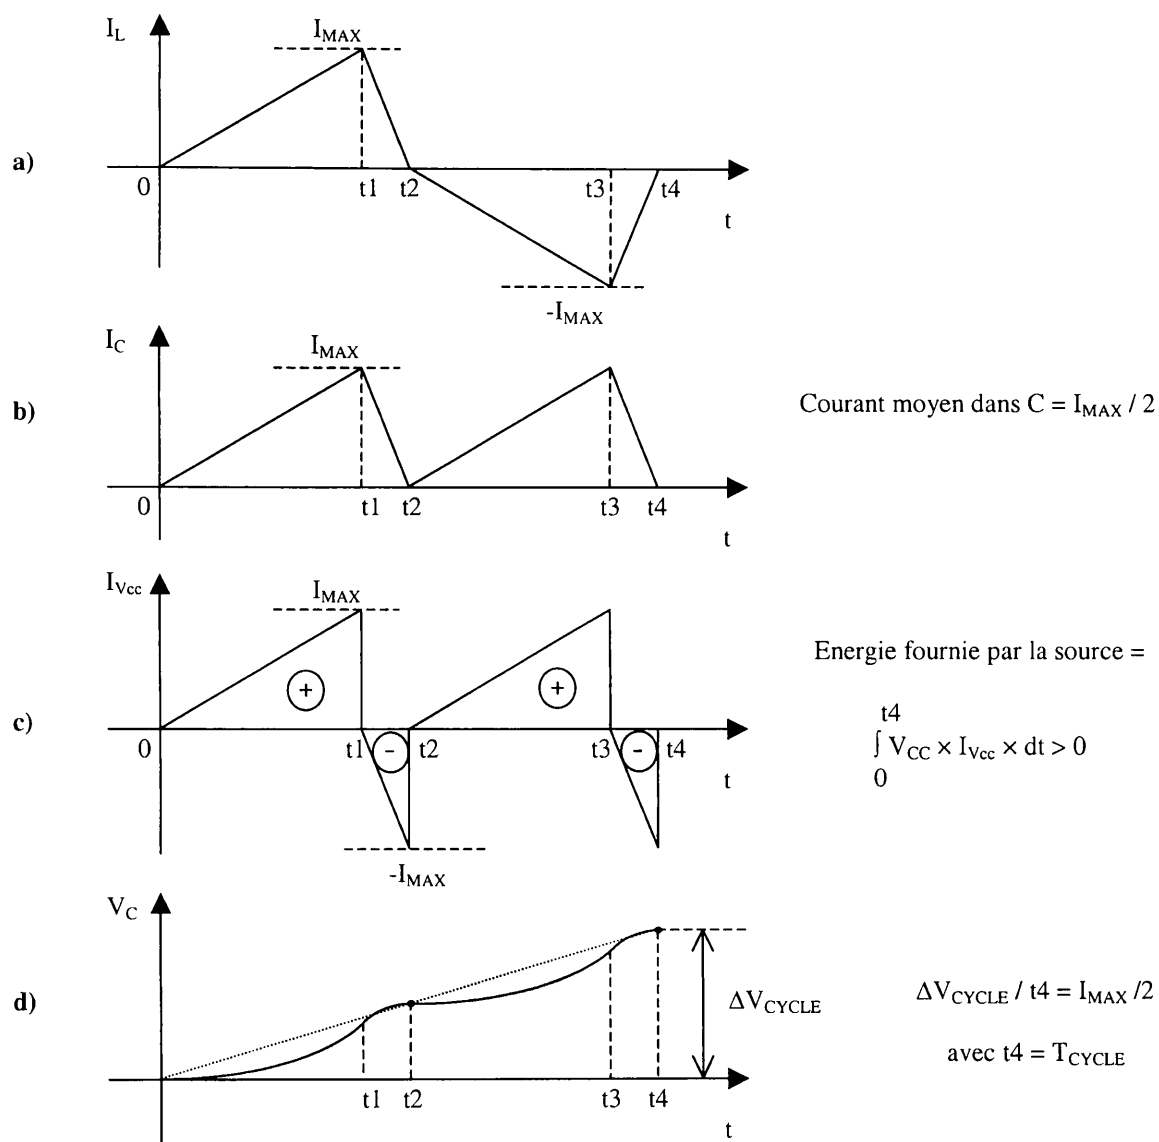 I_L
I_MAX
a)
0
t1 t2 t3 t4
t
-I_MAX
I_C
I_MAX
b)
Courant moyen dans C = I_MAX / 2
0
t1 t2 t3 t4
t
I_Vcc
I_MAX
Energie fournie par la source =
+ +
c)
t4
0 t1 - t2 t3 - t4
∫ V_CC × I_Vcc × dt > 0
0
t
-I_MAX
V_C
d)
ΔV_CYCLE
ΔV_CYCLE / t4 = I_MAX /2
avec t4 = T_CYCLE
t1 t2 t3 t4
t